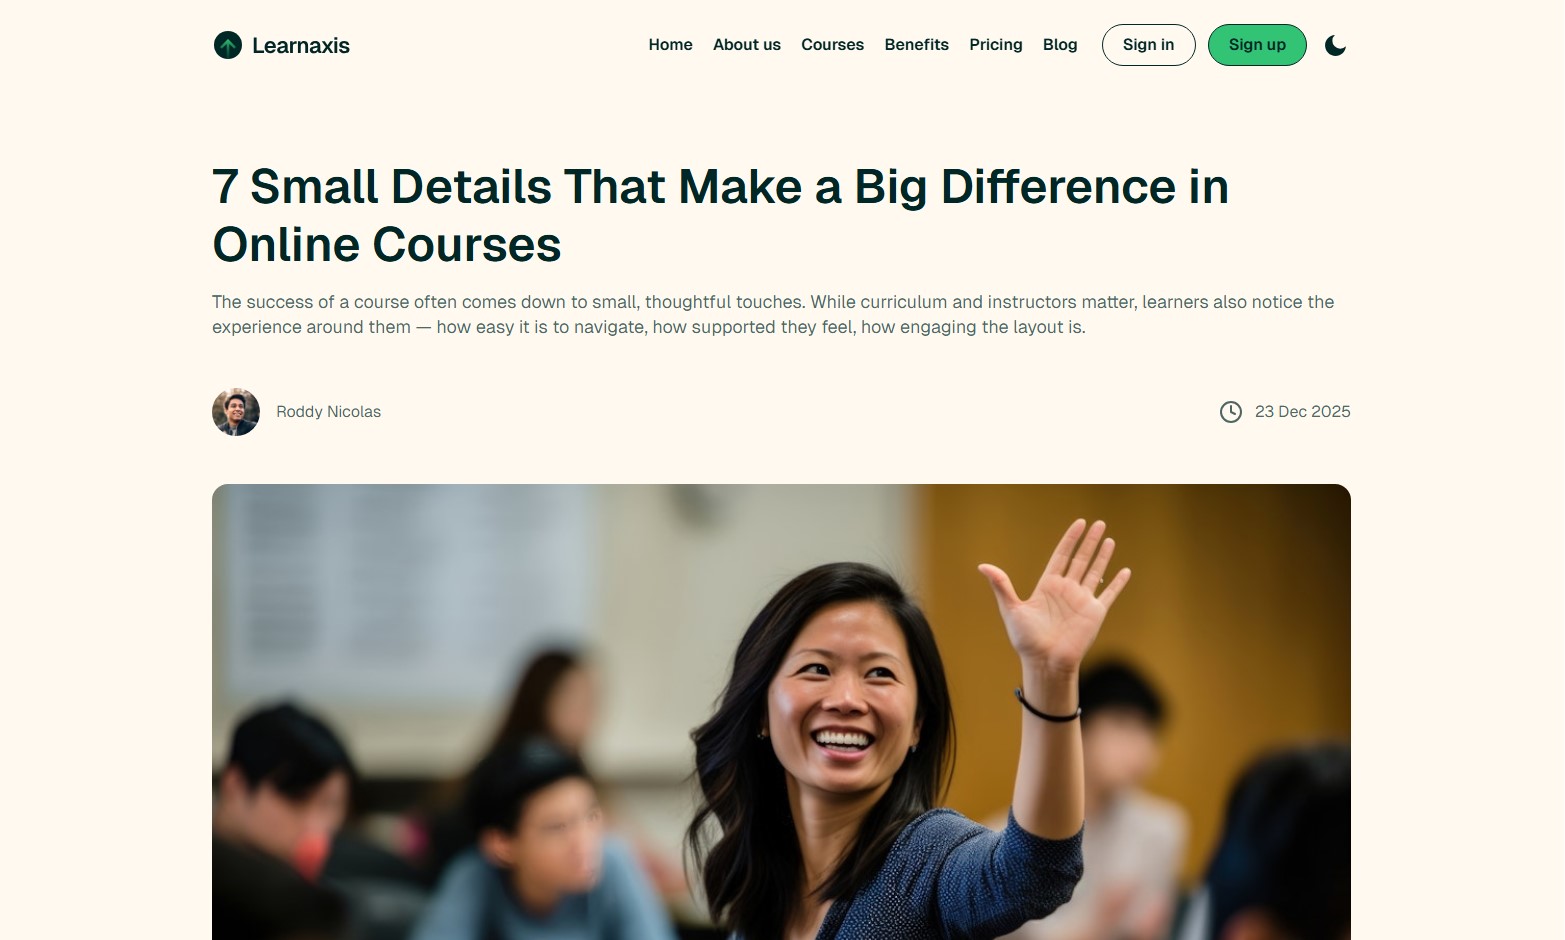 Learnaxis
Home About us Courses Benefits Pricing Blog Sign in Sign up
7 Small Details That Make a Big Difference in
Online Courses
The success of a course often comes down to small, thoughtful touches. While curriculum and instructors matter, learners also notice the
experience around them — how easy it is to navigate, how supported they feel, how engaging the layout is.
Roddy Nicolas
23 Dec 2025